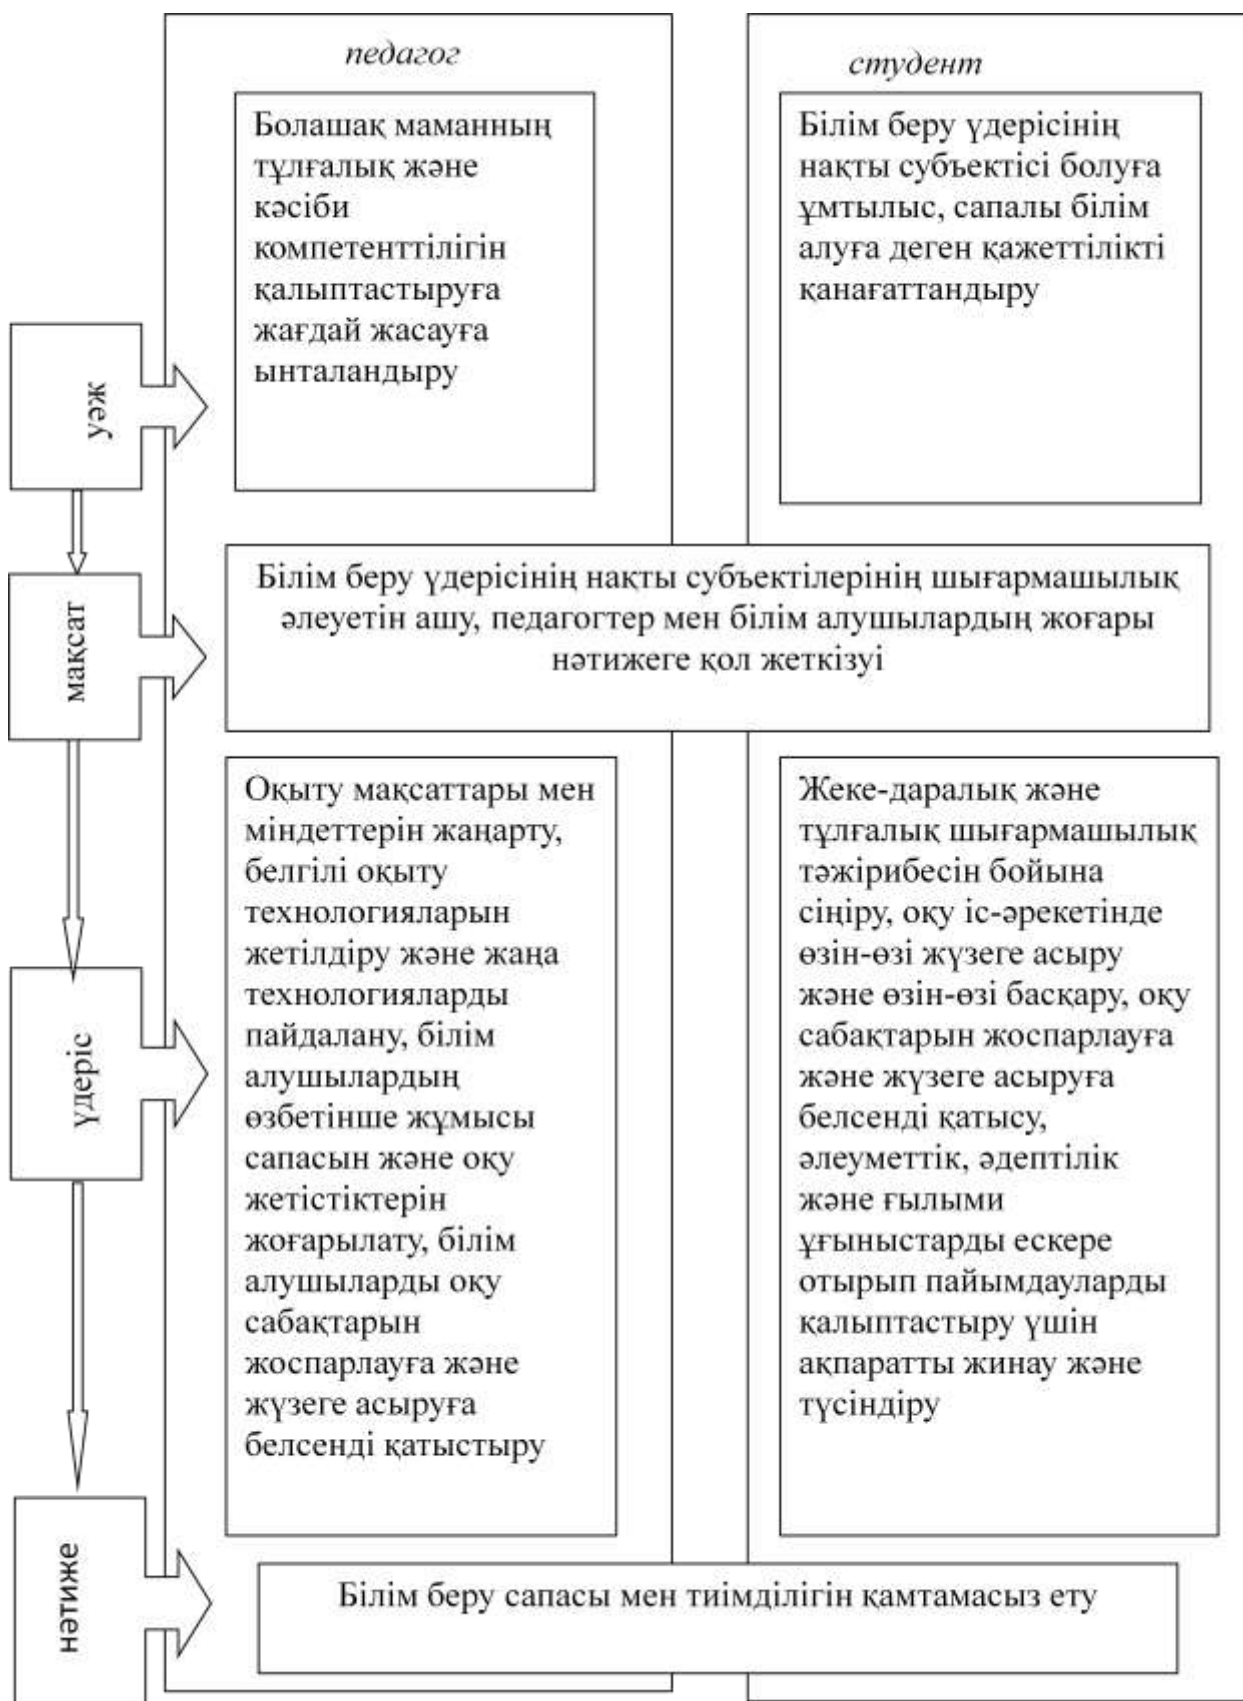 педагог
студент
Болашақ маманның
тұлғалық және
кәсіби
компетенттілігін
қалыптастыруға
жағдай жасауға
ынталандыру
Білім беру үдерісінің
нақты субъектісі болуға
ұмтылыс, сапалы білім
алуға деген қажеттілікті
қанағаттандыру
уәж
мақсат
Білім беру үдерісінің нақты субъектілерінің шығармашылық
әлеуетін ашу, педагогтер мен білім алушылардың жоғары
нәтижеге қол жеткізуі
Оқыту мақсаттары мен
міндеттерін жаңарту,
белгілі оқыту
технологияларын
жетілдіру және жаңа
технологияларды
пайдалану, білім
алушылардың
өзбетінше жұмысы
сапасын және оқу
жетістіктерін
жоғарылату, білім
алушыларды оқу
сабақтарын
жоспарлауға және
жүзеге асыруға
белсенді қатыстыру
Жеке-даралық және
тұлғалық шығармашылық
тәжірибесін бойына
сіңіру, оқу іс-әрекетінде
өзін-өзі жүзеге асыру
және өзін-өзі басқару, оқу
сабақтарын жоспарлауға
және жүзеге асыруға
белсенді қатысу,
әлеуметтік, әдептілік
және ғылыми
ұғыныстарды ескере
отырып пайымдауларды
қалыптастыру үшін
ақпаратты жинау және
түсіндіру
үдеріс
нәтиже
Білім беру сапасы мен тиімділігін қамтамасыз ету